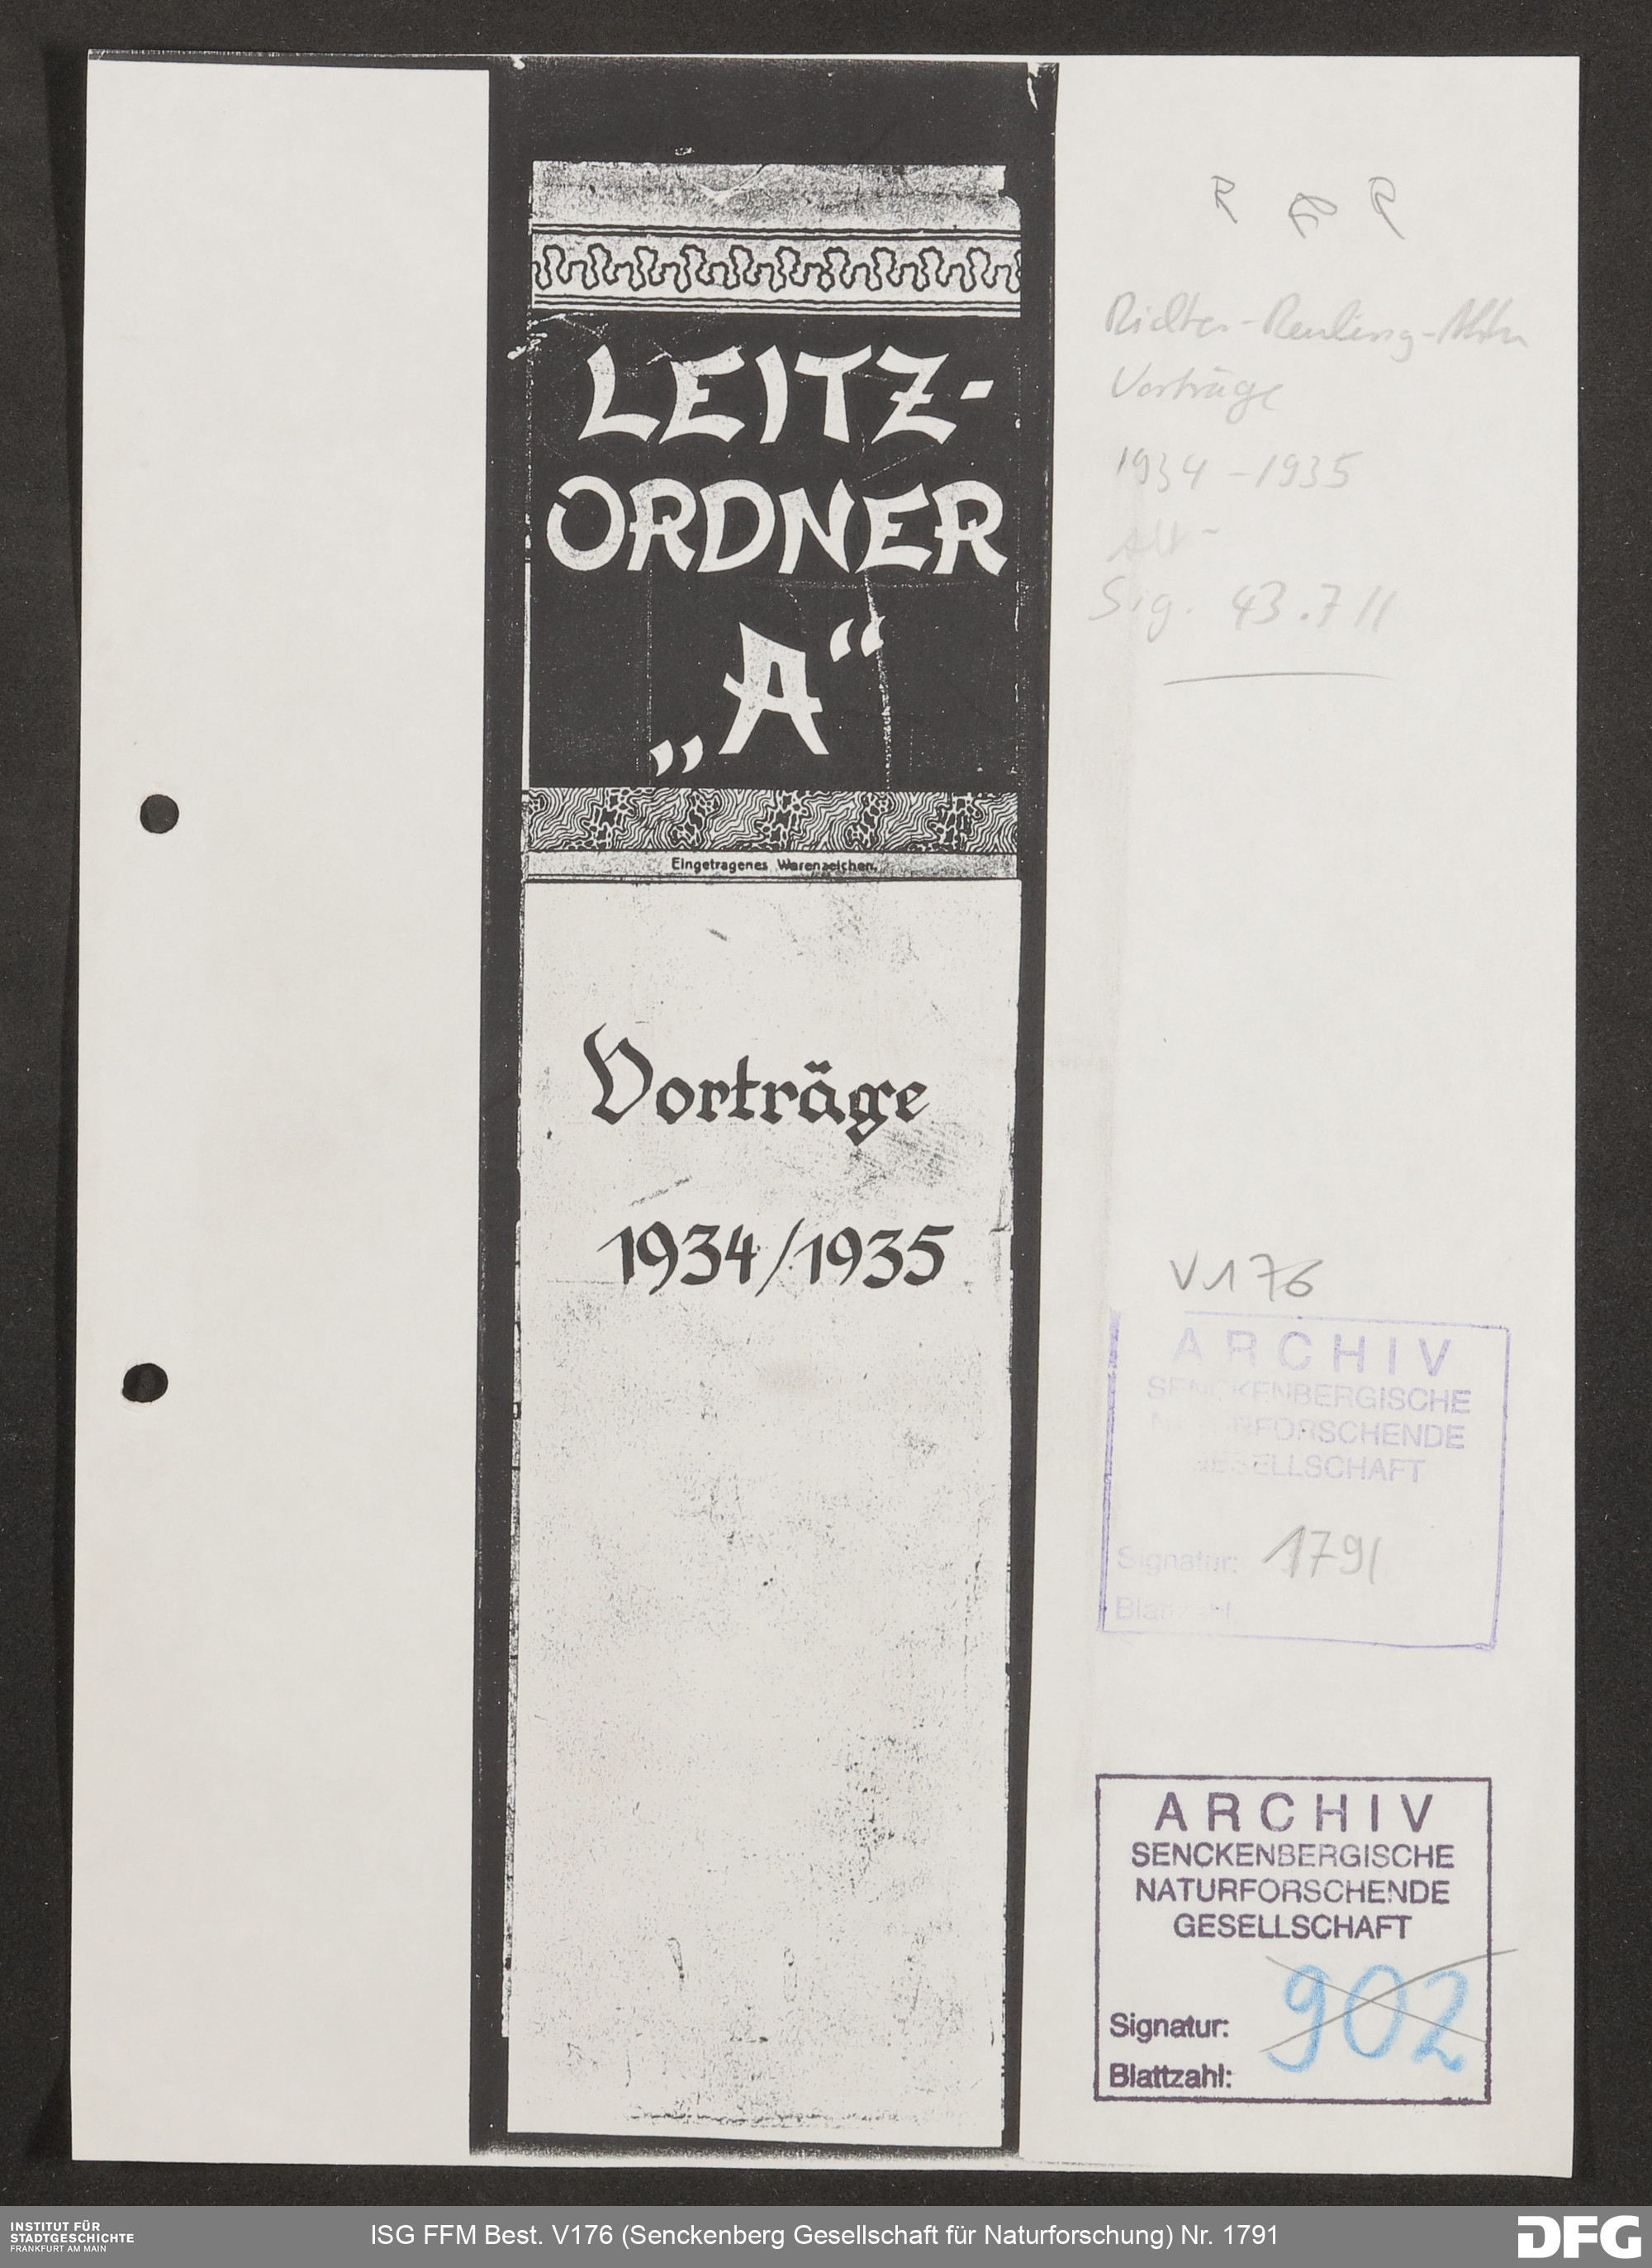 LEITZ-
ORDNER
„A“
Eingetragenes Warenzeichen.
Vorträge
1934/1935
R R R
Richter-Reuling-Akten
Vorträge
1934-1935
Alt-
Sig. 43.7 II
V176
ARCHIV
SENCKENBERGISCHE
NATURFORSCHENDE
GESELLSCHAFT
Signatur: 1791
Blattzahl:
ARCHIV
SENCKENBERGISCHE
NATURFORSCHENDE
GESELLSCHAFT
Signatur: 902
Blattzahl:
INSTITUT FÜR
STADTGESCHICHTE
FRANKFURT AM MAIN
ISG FFM Best. V176 (Senckenberg Gesellschaft für Naturforschung) Nr. 1791
DFG